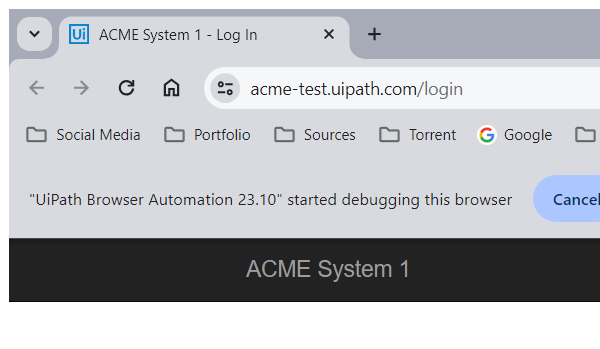 Ui ACME System 1 - Log In
acme-test.uipath.com/login
Social Media Portfolio Sources Torrent Google
"UiPath Browser Automation 23.10" started debugging this browser Cancel
ACME System 1